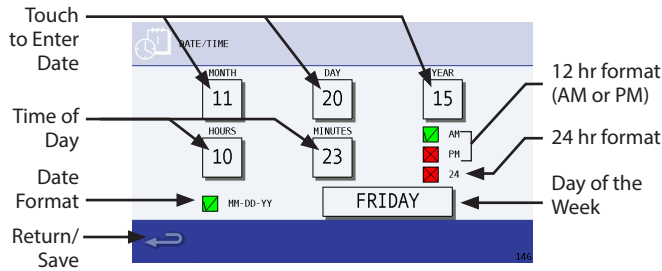 Touch
to Enter
Date
DATE/TIME
MONTH
DAY
YEAR
11
20
15
12 hr format
(AM or PM)
Time of
Day
HOURS
MINUTES
10
23
AM
PM
24
24 hr format
Date
Format
MM-DD-YY
FRIDAY
Day of the
Week
Return/
Save
146